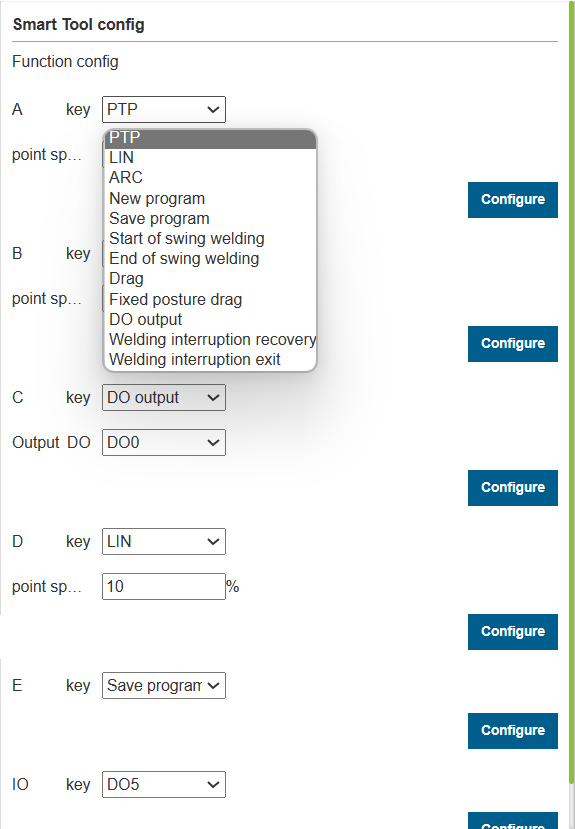 Smart Tool config
Function config
A key PTP
point sp...
PTP
LIN
ARC
New program
Save program
Start of swing welding
End of swing welding
Drag
Fixed posture drag
DO output
Welding interruption recovery
Welding interruption exit
Configure
B key
point sp...
Configure
C key DO output
Output DO DO0
Configure
D key LIN
point sp... 10 %
Configure
E key Save program
Configure
IO key DO5
Configure